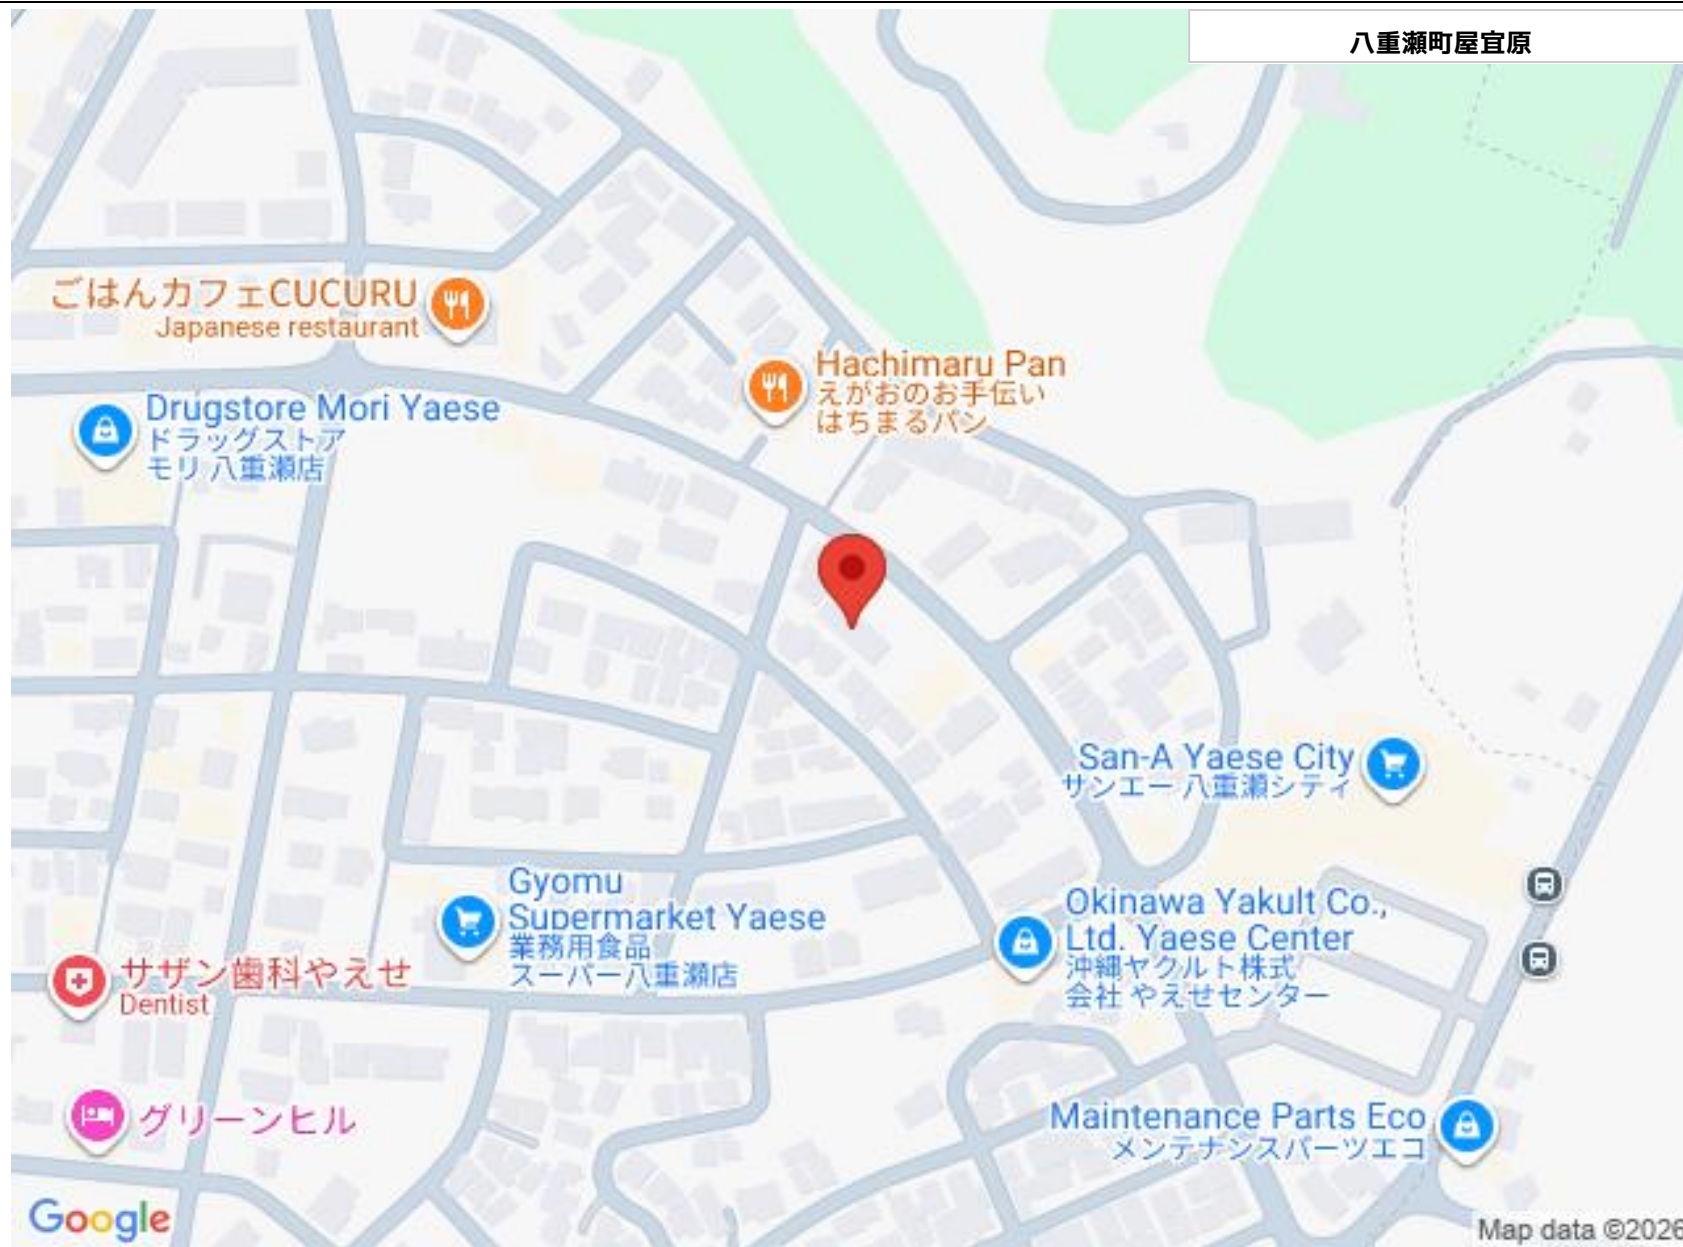 八重瀬町屋宜原
ごはんカフェCUCURU
Japanese restaurant
Hachimaru Pan
えがおのお手伝い
はちまるパン
Drugstore Mori Yaese
ドラッグストア
モリ 八重瀬店
San-A Yaese City
サンエー 八重瀬シティ
Gyomu
Supermarket Yaese
業務用食品
スーパー八重瀬店
Okinawa Yakult Co.,
Ltd. Yaese Center
沖縄ヤクルト株式
会社 やえせセンター
サザン歯科やえせ
Dentist
グリーンヒル
Maintenance Parts Eco
メンテナンスパーツエコ
Google
Map data ©2026